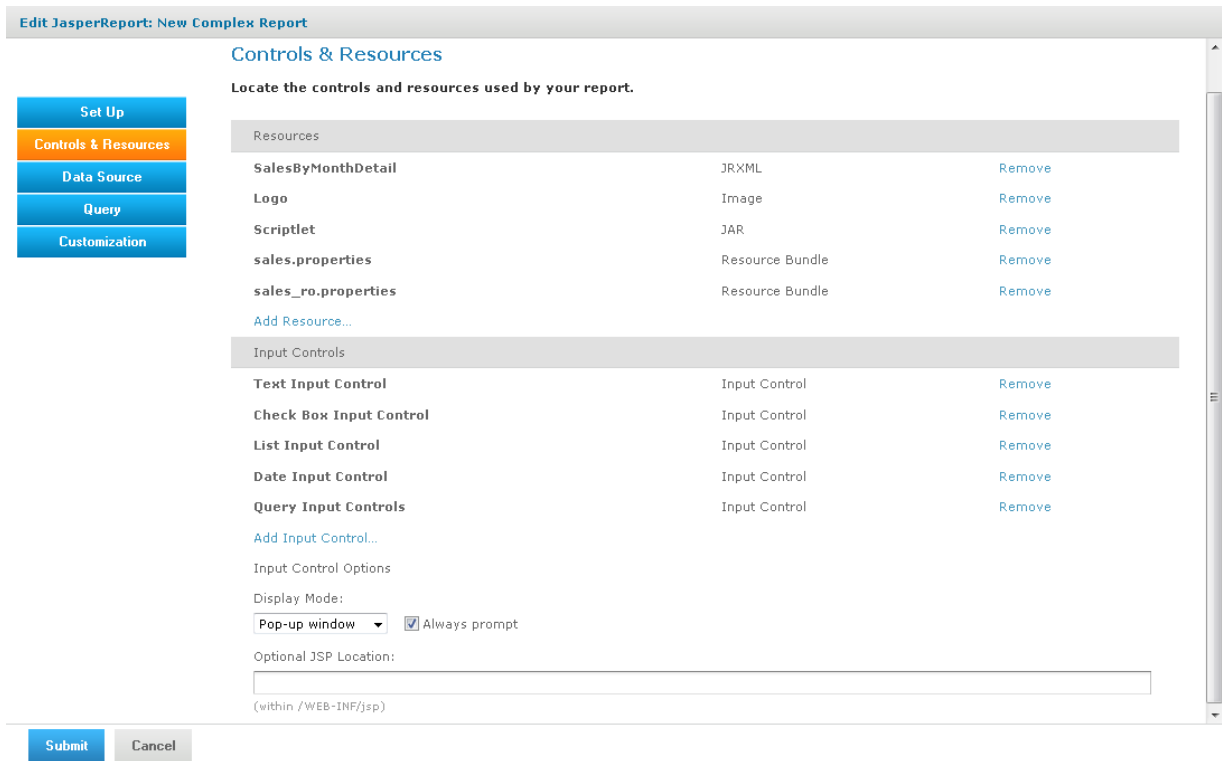 Edit JasperReport: New Complex Report
Controls & Resources
Locate the controls and resources used by your report.
Set Up
Controls & Resources
Data Source
Query
Customization
Resources
SalesByMonthDetail JRXML Remove
Logo Image Remove
Scriptlet JAR Remove
sales.properties Resource Bundle Remove
sales_ro.properties Resource Bundle Remove
Add Resource...
Input Controls
Text Input Control Input Control Remove
Check Box Input Control Input Control Remove
List Input Control Input Control Remove
Date Input Control Input Control Remove
Query Input Controls Input Control Remove
Add Input Control...
Input Control Options
Display Mode:
Pop-up window Always prompt
Optional JSP Location:
(within /WEB-INF/jsp)
Submit Cancel